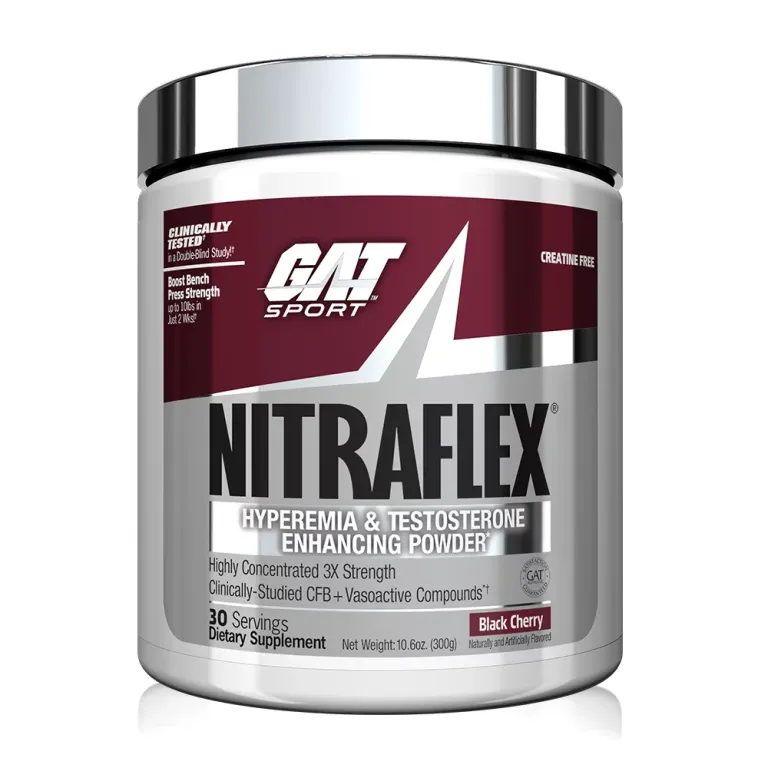 CLINICALLY
TESTED†
in a Double-Blind Study!†
Boost Bench
Press Strength
up to 10lbs in
Just 2 Wks!†
GAT™
SPORT
CREATINE FREE
NITRAFLEX®
HYPEREMIA & TESTOSTERONE
ENHANCING POWDER*
Highly Concentrated 3X Strength
Clinically-Studied CFB + Vasoactive Compounds*†
GAT
30 Servings
Dietary Supplement
Net Weight:10.6oz. (300g)
Black Cherry
Naturally and Artificially Flavored